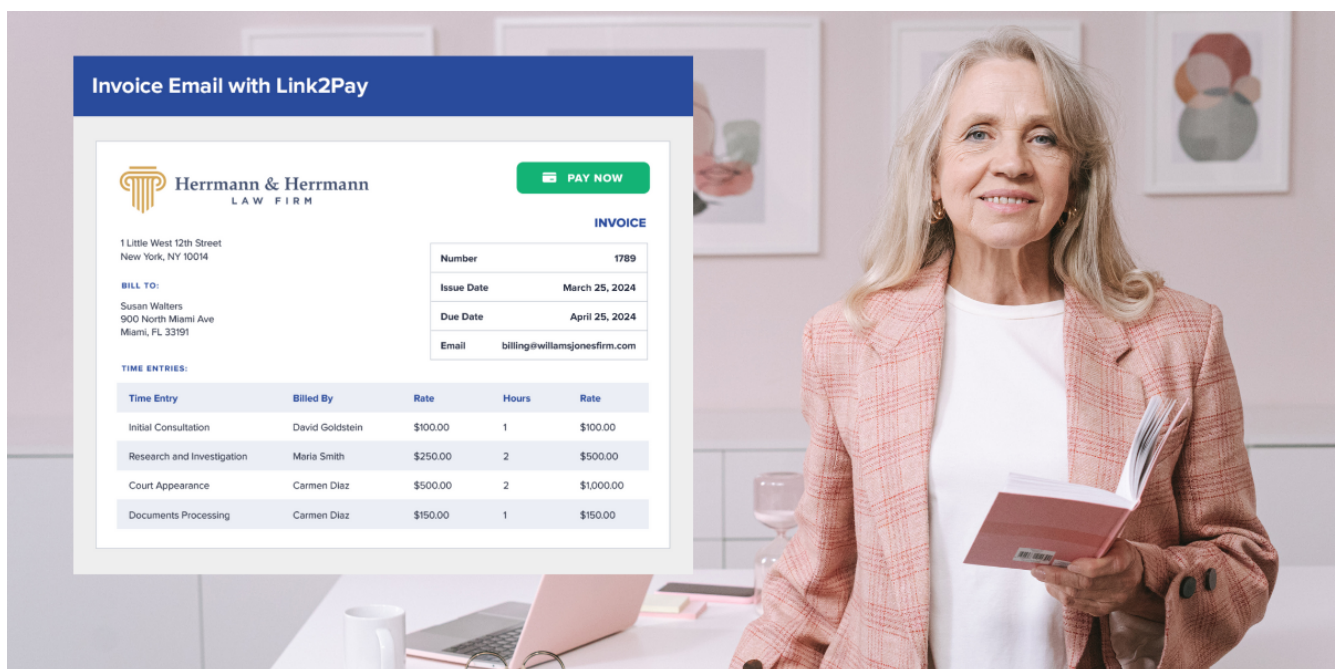 Invoice Email with Link2Pay
Herrmann & Herrmann
LAW FIRM
PAY NOW
INVOICE
1 Little West 12th Street
New York, NY 10014
Number 1789
Issue Date March 25, 2024
Due Date April 25, 2024
Email billing@willamsjonesfirm.com
BILL TO:
Susan Walters
900 North Miami Ave
Miami, FL 33191
TIME ENTRIES:
Time Entry Billed By Rate Hours Rate
Initial Consultation David Goldstein $100.00 1 $100.00
Research and Investigation Maria Smith $250.00 2 $500.00
Court Appearance Carmen Diaz $500.00 2 $1,000.00
Documents Processing Carmen Diaz $150.00 1 $150.00